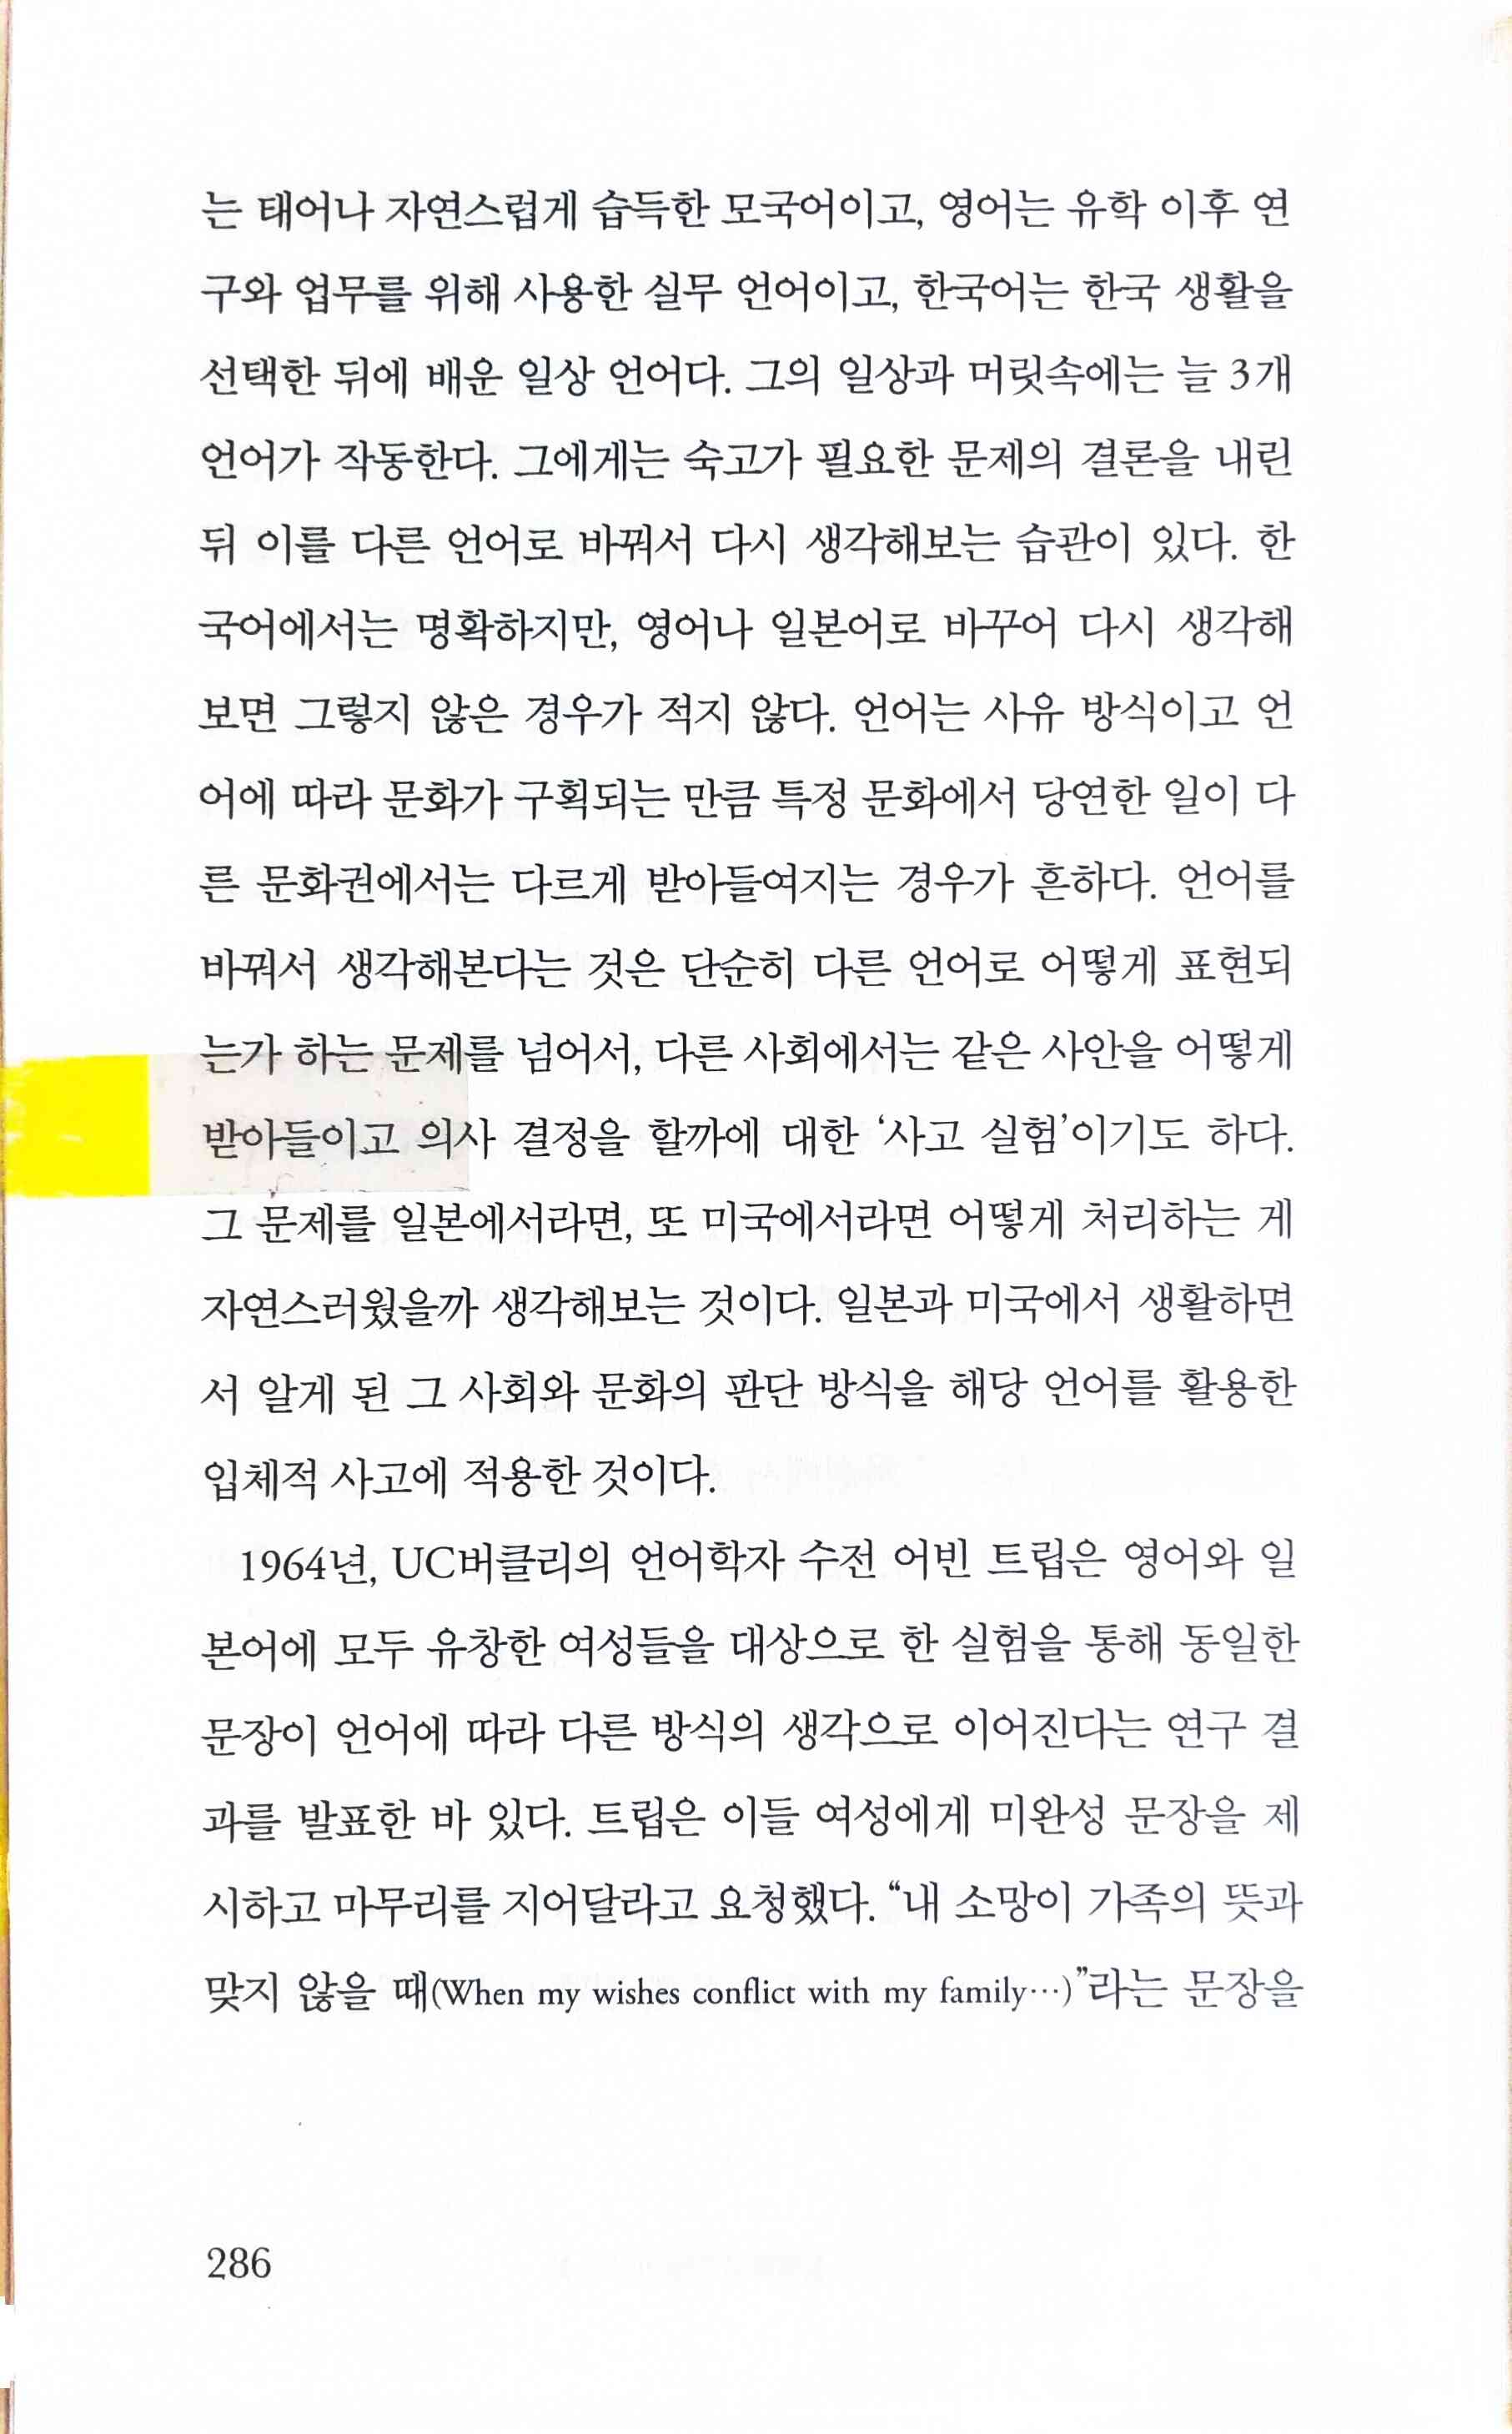 는 태어나 자연스럽게 습득한 모국어이고, 영어는 유학 이후 연
구와 업무를 위해 사용한 실무 언어이고, 한국어는 한국 생활을
선택한 뒤에 배운 일상 언어다. 그의 일상과 머릿속에는 늘 3개
언어가 작동한다. 그에게는 숙고가 필요한 문제의 결론을 내린
뒤 이를 다른 언어로 바꿔서 다시 생각해보는 습관이 있다. 한
국어에서는 명확하지만, 영어나 일본어로 바꾸어 다시 생각해
보면 그렇지 않은 경우가 적지 않다. 언어는 사유 방식이고 언
어에 따라 문화가 구획되는 만큼 특정 문화에서 당연한 일이 다
른 문화권에서는 다르게 받아들여지는 경우가 흔하다. 언어를
바꿔서 생각해본다는 것은 단순히 다른 언어로 어떻게 표현되
는가 하는 문제를 넘어서, 다른 사회에서는 같은 사안을 어떻게
받아들이고 의사 결정을 할까에 대한 ‘사고 실험’이기도 하다.
그 문제를 일본에서라면, 또 미국에서라면 어떻게 처리하는 게
자연스러웠을까 생각해보는 것이다. 일본과 미국에서 생활하면
서 알게 된 그 사회와 문화의 판단 방식을 해당 언어를 활용한
입체적 사고에 적용한 것이다.
1964년, UC버클리의 언어학자 수전 어빈 트립은 영어와 일
본어에 모두 유창한 여성들을 대상으로 한 실험을 통해 동일한
문장이 언어에 따라 다른 방식의 생각으로 이어진다는 연구 결
과를 발표한 바 있다. 트립은 이들 여성에게 미완성 문장을 제
시하고 마무리를 지어달라고 요청했다. “내 소망이 가족의 뜻과
맞지 않을 때(When my wishes conflict with my family…)”라는 문장을
286